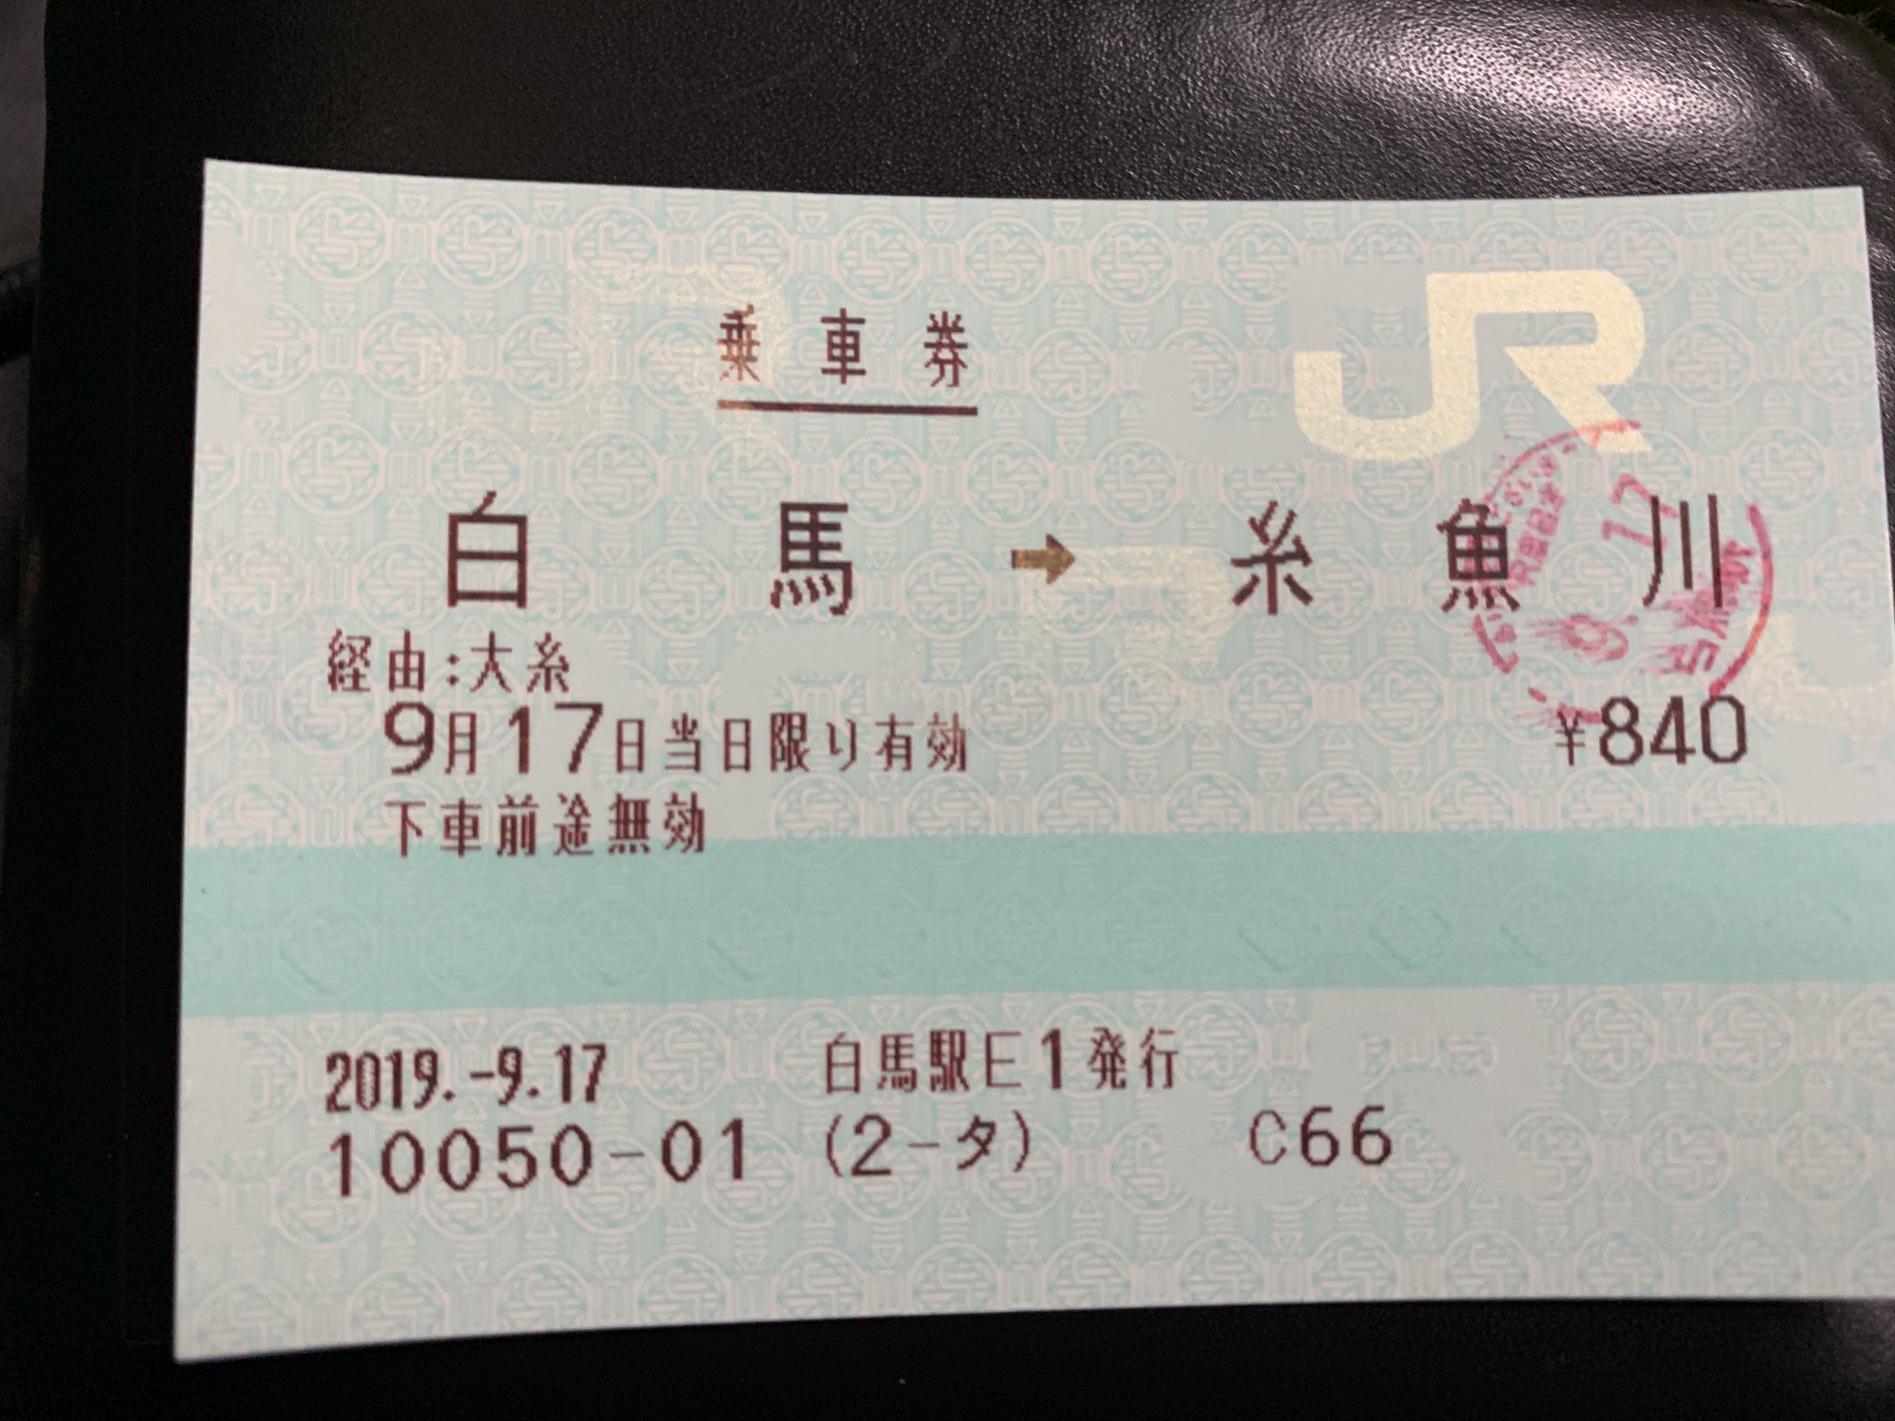 乗車券
JR
白馬 → 糸魚川
経由:大糸
9月17日当日限り有効
¥840
下車前途無効
2019.-9.17 白馬駅E1発行
10050-01 (2-タ) C66